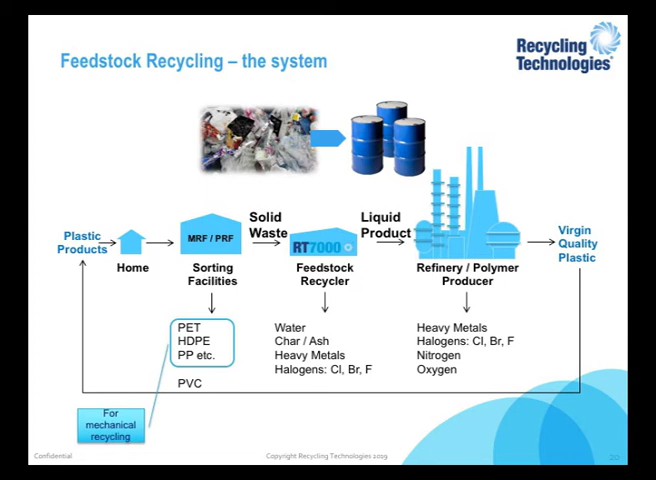 Feedstock Recycling – the system
Recycling
Technologies
Plastic
Products
Home
MRF / PRF
Sorting
Facilities
Solid
Waste
RT7000
Feedstock
Recycler
Liquid
Product
Refinery / Polymer
Producer
Virgin
Quality
Plastic
PET
HDPE
PP etc.
PVC
Water
Char / Ash
Heavy Metals
Halogens: Cl, Br, F
Heavy Metals
Halogens: Cl, Br, F
Nitrogen
Oxygen
For
mechanical
recycling
Confidential
Copyright Recycling Technologies 2019
20